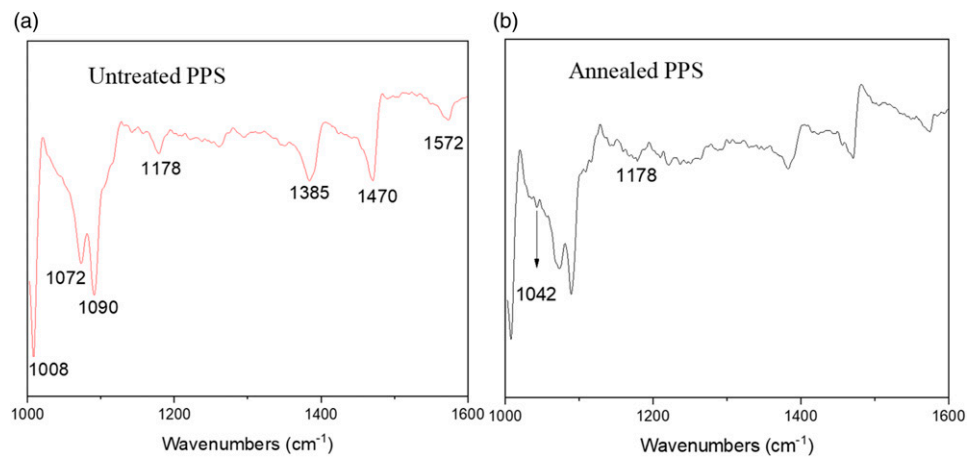 (a)
Untreated PPS
1572
1178
1385
1470
1072
1090
1008
1000
1200
1400
1600
Wavenumbers (cm⁻¹)
(b)
Annealed PPS
1178
1042
1000
1200
1400
1600
Wavenumbers (cm⁻¹)